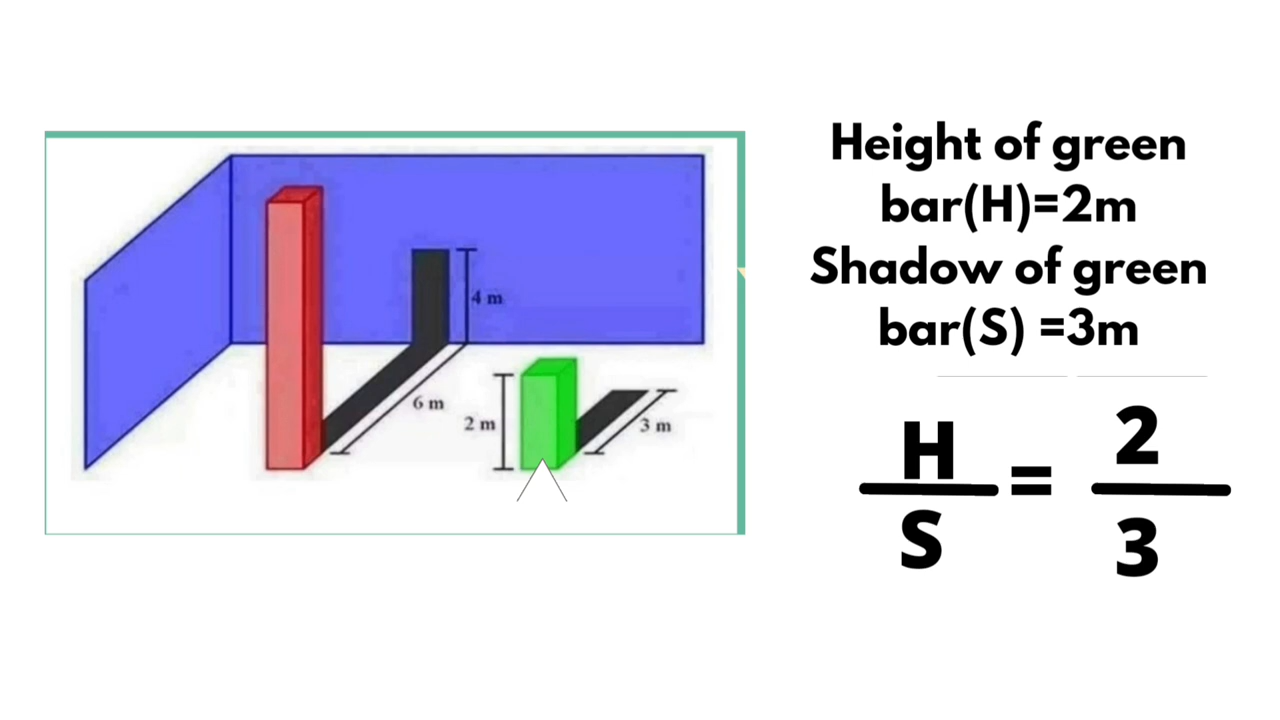 4 m
6 m
2 m
3 m
Height of green
bar(H)=2m
Shadow of green
bar(S) =3m
H
S
=
2
3